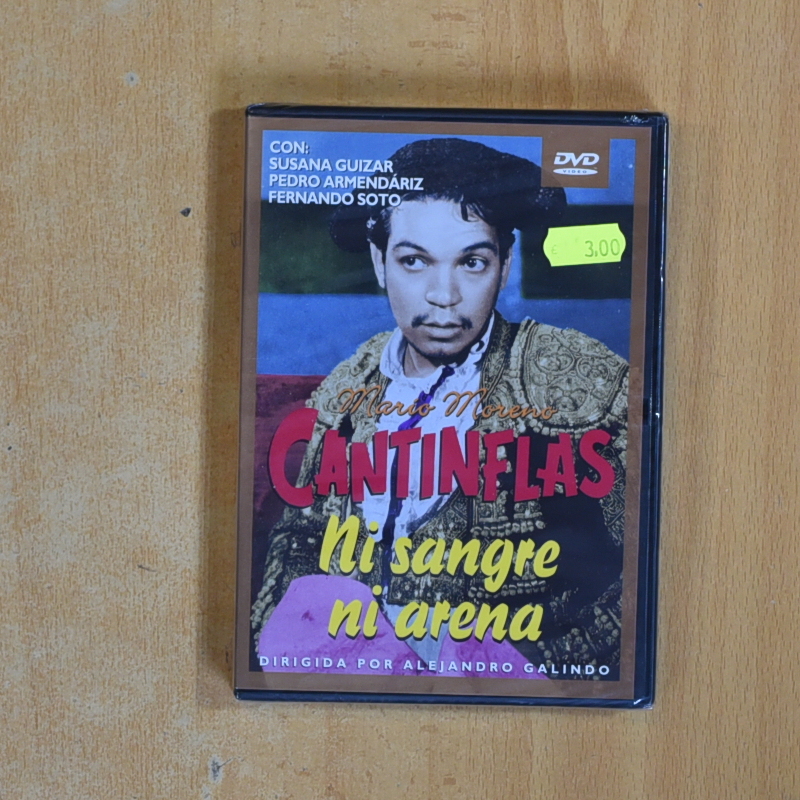 CON:
SUSANA GUIZAR
PEDRO ARMENDÁRIZ
FERNANDO SOTO
DVD
VIDEO
€ 3,00
Mario Moreno
CANTINFLAS
Ni sangre
ni arena
DIRIGIDA POR ALEJANDRO GALINDO